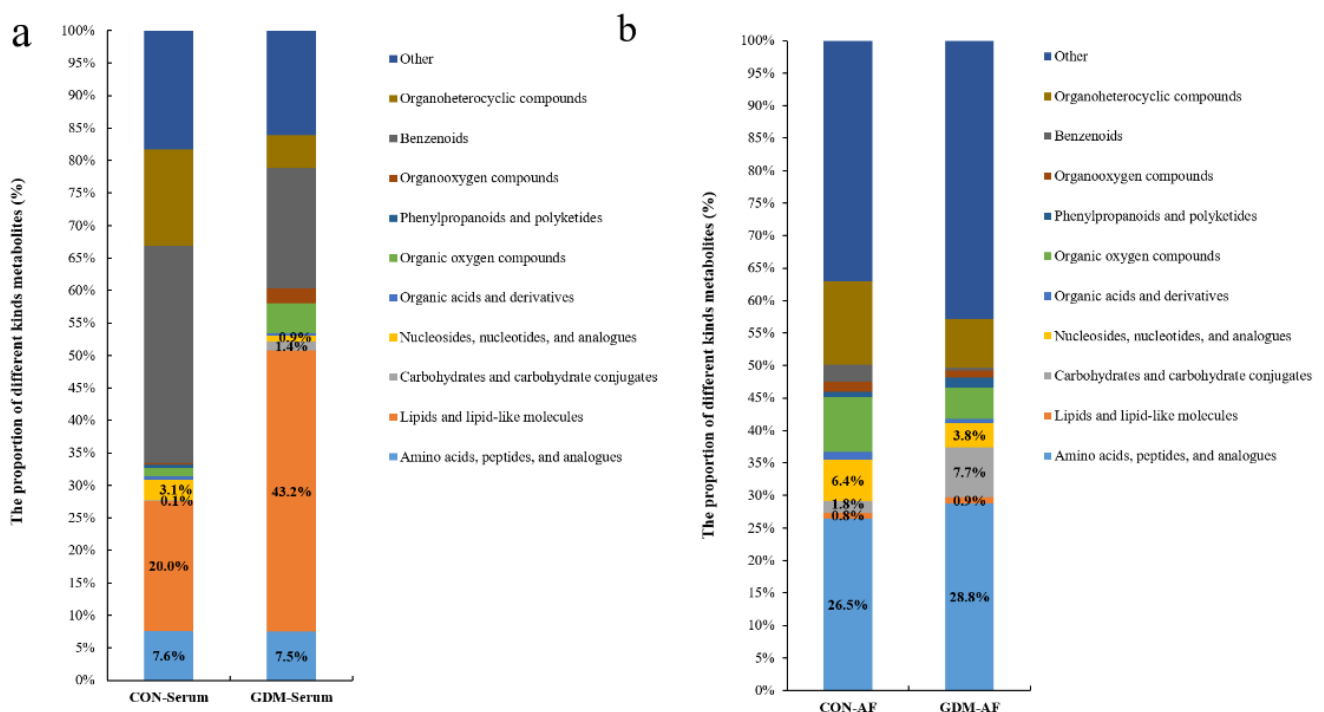 a
The proportion of different kinds metabolites (%)
100%
95%
90%
85%
80%
75%
70%
65%
60%
55%
50%
45%
40%
35%
30%
25%
20%
15%
10%
5%
0%
3.1%
0.1%
20.0%
7.6%
0.9%
1.4%
43.2%
7.5%
CON-Serum
GDM-Serum
Other
Organoheterocyclic compounds
Benzenoids
Organooxygen compounds
Phenylpropanoids and polyketides
Organic oxygen compounds
Organic acids and derivatives
Nucleosides, nucleotides, and analogues
Carbohydrates and carbohydrate conjugates
Lipids and lipid-like molecules
Amino acids, peptides, and analogues
b
The proportion of different kinds metabolites (%)
100%
95%
90%
85%
80%
75%
70%
65%
60%
55%
50%
45%
40%
35%
30%
25%
20%
15%
10%
5%
0%
6.4%
1.8%
0.8%
26.5%
3.8%
7.7%
0.9%
28.8%
CON-AF
GDM-AF
Other
Organoheterocyclic compounds
Benzenoids
Organooxygen compounds
Phenylpropanoids and polyketides
Organic oxygen compounds
Organic acids and derivatives
Nucleosides, nucleotides, and analogues
Carbohydrates and carbohydrate conjugates
Lipids and lipid-like molecules
Amino acids, peptides, and analogues